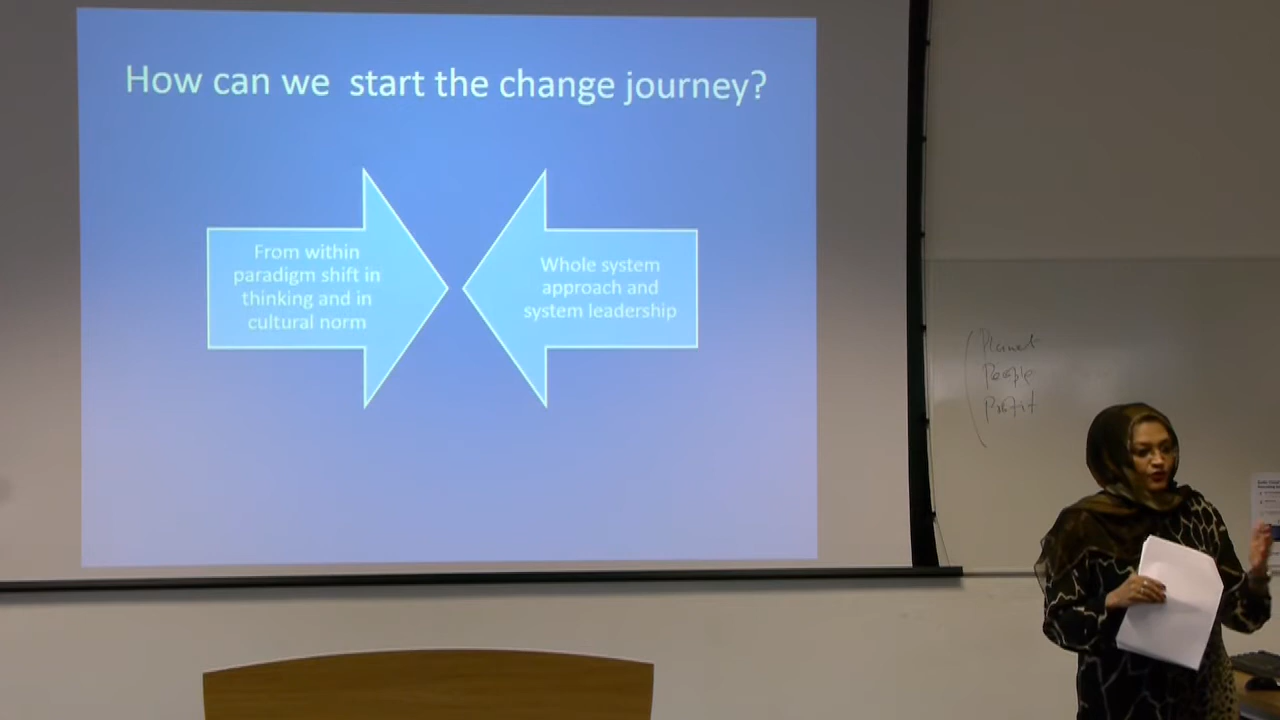 How can we start the change journey?
From within
paradigm shift in
thinking and in
cultural norm
Whole system
approach and
system leadership
Planet
People
Profit